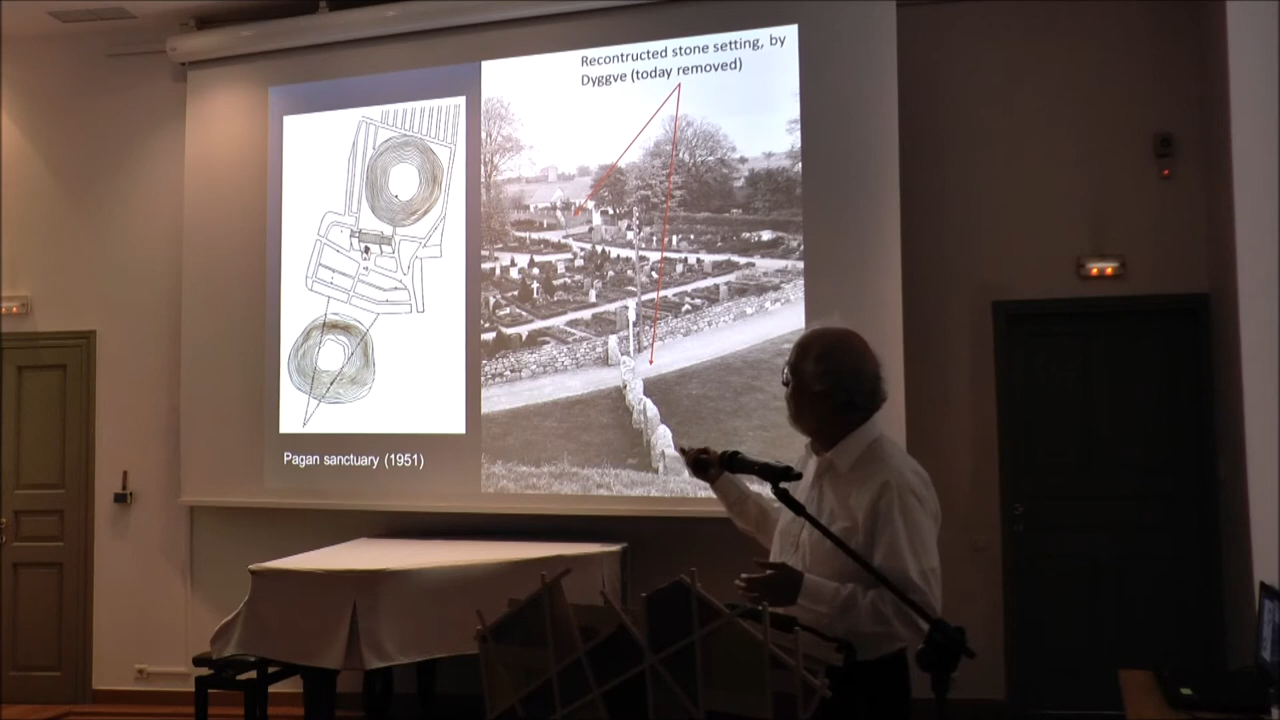 Recontructed stone setting, by
Dyggve (today removed)
Pagan sanctuary (1951)